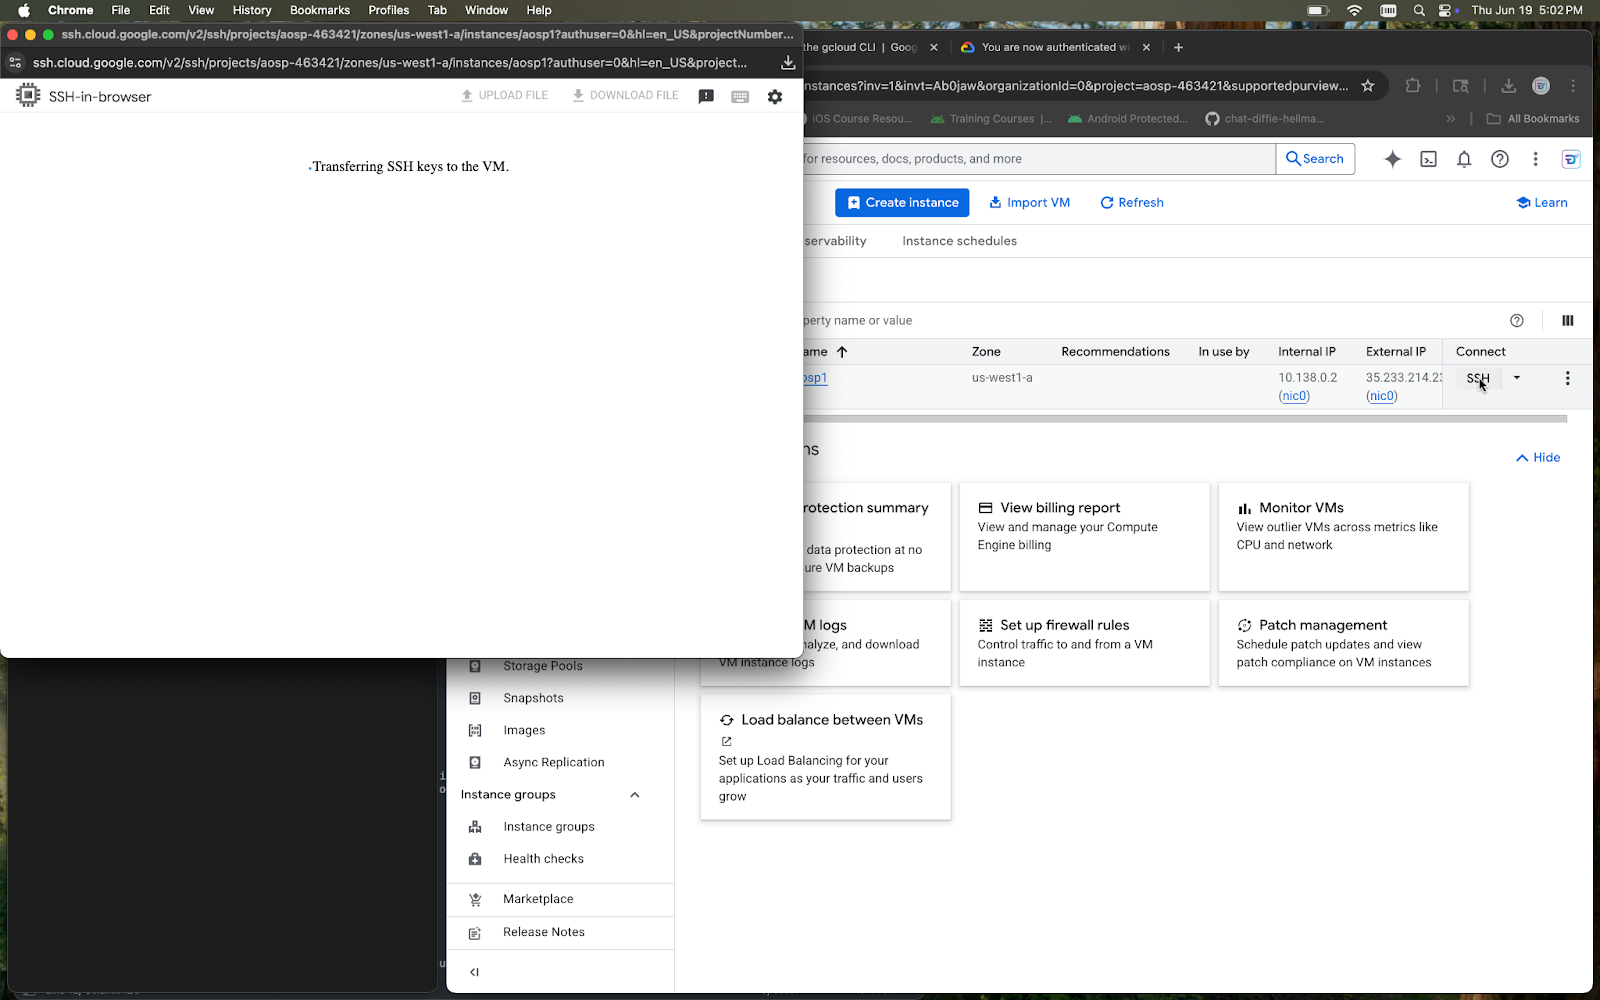 Chrome File Edit View History Bookmarks Profiles Tab Window Help Thu Jun 19 5:02 PM
ssh.cloud.google.com/v2/ssh/projects/aosp-463421/zones/us-west1-a/instances/aosp1?authuser=0&hl=en_US&projectNumber...
ssh.cloud.google.com/v2/ssh/projects/aosp-463421/zones/us-west1-a/instances/aosp1?authuser=0&hl=en_US&project...
SSH-in-browser
UPLOAD FILE
DOWNLOAD FILE
Transferring SSH keys to the VM.
the gcloud CLI | Goog
You are now authenticated wi
nstances?inv=1&invt=Ab0jaw&organizationId=0&project=aosp-463421&supportedpurview...
iOS Course Resou...
Training Courses |...
Android Protected...
chat-diffie-hellma...
All Bookmarks
for resources, docs, products, and more
Search
Create instance
Import VM
Refresh
Learn
servability
Instance schedules
perty name or value
ame
Zone
Recommendations
In use by
Internal IP
External IP
Connect
osp1
us-west1-a
10.138.0.2
(nic0)
35.233.214.23
(nic0)
SSH
ns
Hide
rotection summary
data protection at no
ure VM backups
View billing report
View and manage your Compute
Engine billing
Monitor VMs
View outlier VMs across metrics like
CPU and network
M logs
nalyze, and download
VM instance logs
Set up firewall rules
Control traffic to and from a VM
instance
Patch management
Schedule patch updates and view
patch compliance on VM instances
Load balance between VMs
Set up Load Balancing for your
applications as your traffic and users
grow
Storage Pools
Snapshots
Images
Async Replication
Instance groups
Instance groups
Health checks
Marketplace
Release Notes